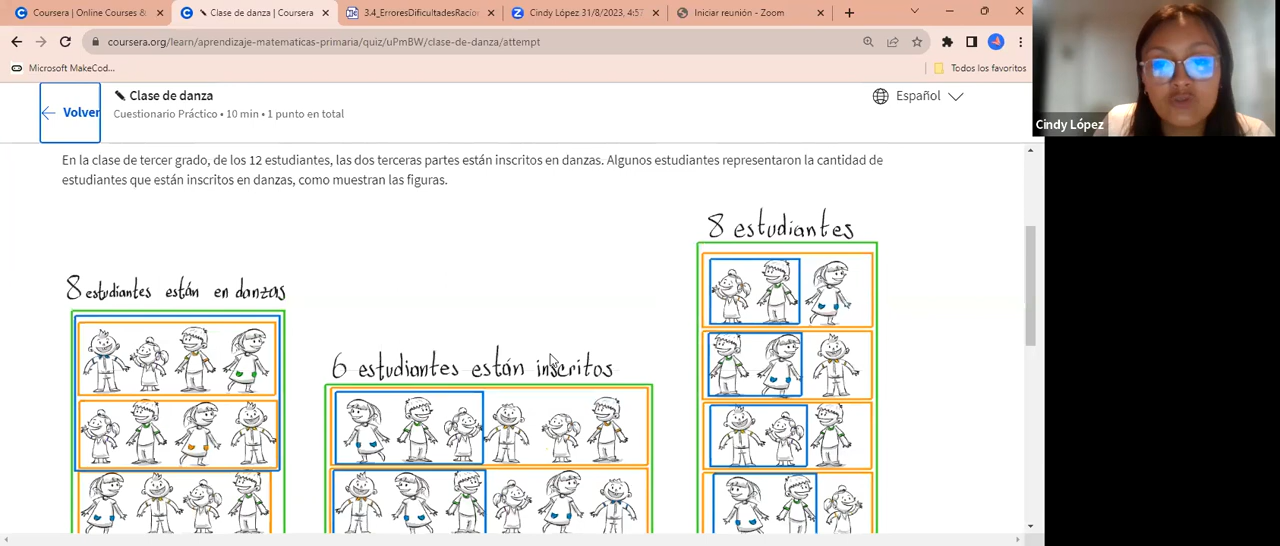 Coursera | Online Courses &
Clase de danza | Coursera
3.4_ErroresDificultadesRacion
Cindy López 31/8/2023, 4:57
Iniciar reunión - Zoom
coursera.org/learn/aprendizaje-matematicas-primaria/quiz/uPmBW/clase-de-danza/attempt
Microsoft MakeCod...
Todos los favoritos
Volver
Clase de danza
Cuestionario Práctico • 10 min • 1 punto en total
Español
Cindy López
En la clase de tercer grado, de los 12 estudiantes, las dos terceras partes están inscritos en danzas. Algunos estudiantes representaron la cantidad de
estudiantes que están inscritos en danzas, como muestran las figuras.
8 estudiantes
8 estudiantes están en danzas
6 estudiantes están inscritos